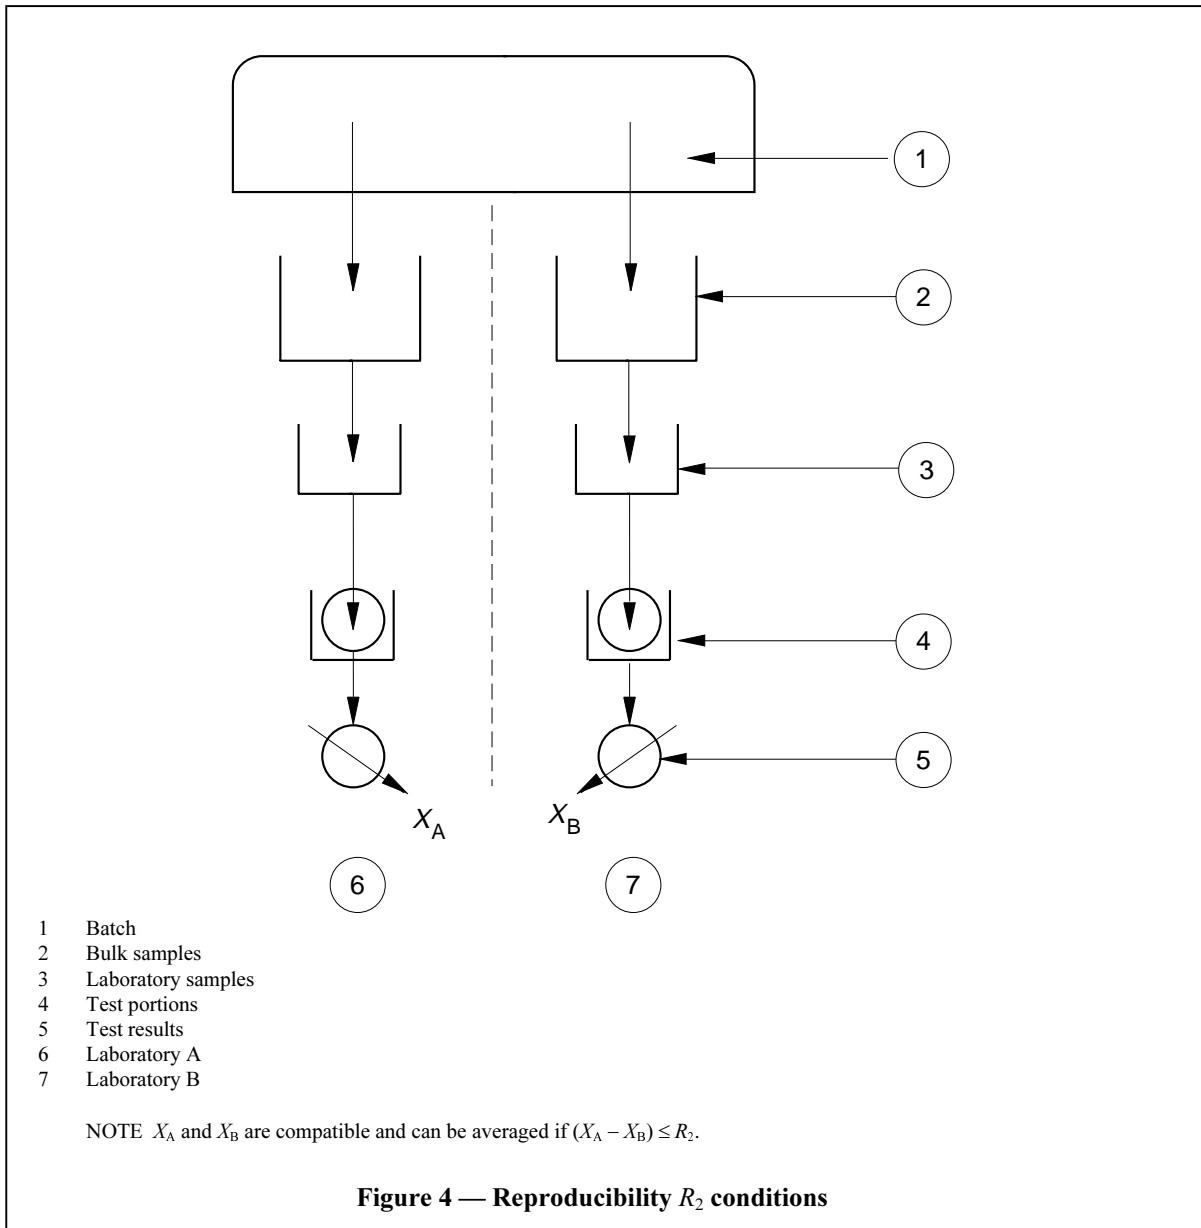 1
2
3
4
5
X_A
X_B
6
7
1 Batch
2 Bulk samples
3 Laboratory samples
4 Test portions
5 Test results
6 Laboratory A
7 Laboratory B
NOTE X_A and X_B are compatible and can be averaged if (X_A – X_B) ≤ R_2.
Figure 4 — Reproducibility R_2 conditions